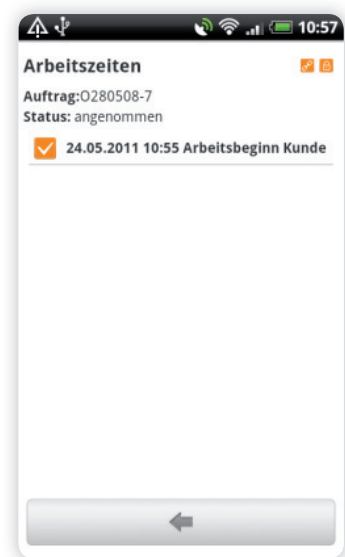 10:57
Arbeitszeiten
Auftrag:O280508-7
Status: angenommen
24.05.2011 10:55 Arbeitsbeginn Kunde